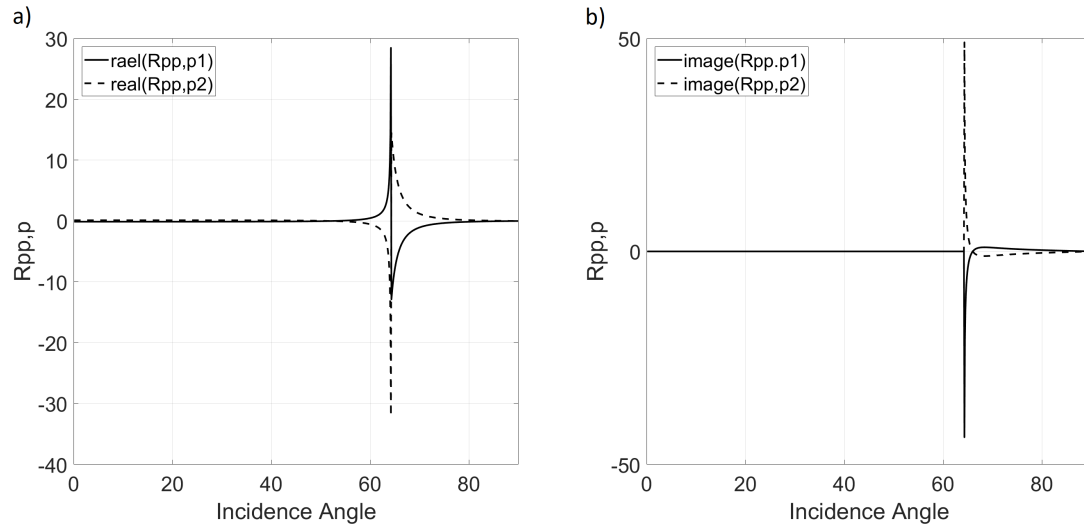 a)
30
20
10
0
-10
-20
-30
-40
0
20
40
60
80
Rpp,p
Incidence Angle
rael(Rpp,p1)
real(Rpp,p2)
b)
50
0
-50
0
20
40
60
80
Rpp,p
Incidence Angle
image(Rpp.p1)
image(Rpp,p2)